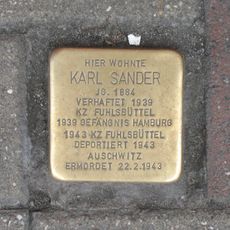 HIER WOHNTE
KARL SANDER
JG. 1884
VERHAFTET 1939
KZ FUHLSBÜTTEL
1939 GEFÄNGNIS HAMBURG
1943 KZ FUHLSBÜTTEL
DEPORTIERT 1943
AUSCHWITZ
ERMORDET 22.2.1943